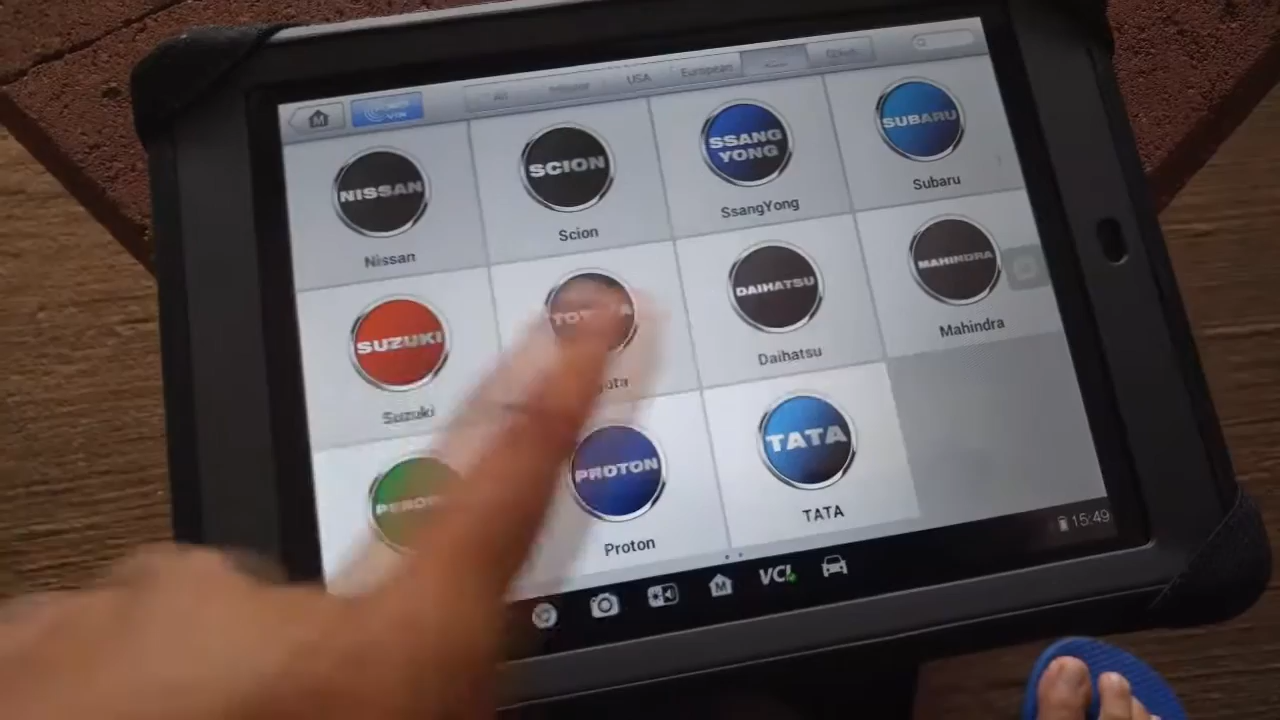 USA
European
VIN
NISSAN
SCION
SSANG
YONG
SUBARU
Nissan
Scion
SsangYong
Subaru
SUZUKI
DAIHATSU
MAHINDRA
Suzuki
Daihatsu
Mahindra
PROTON
TATA
Proton
TATA
15:49
M
VCI